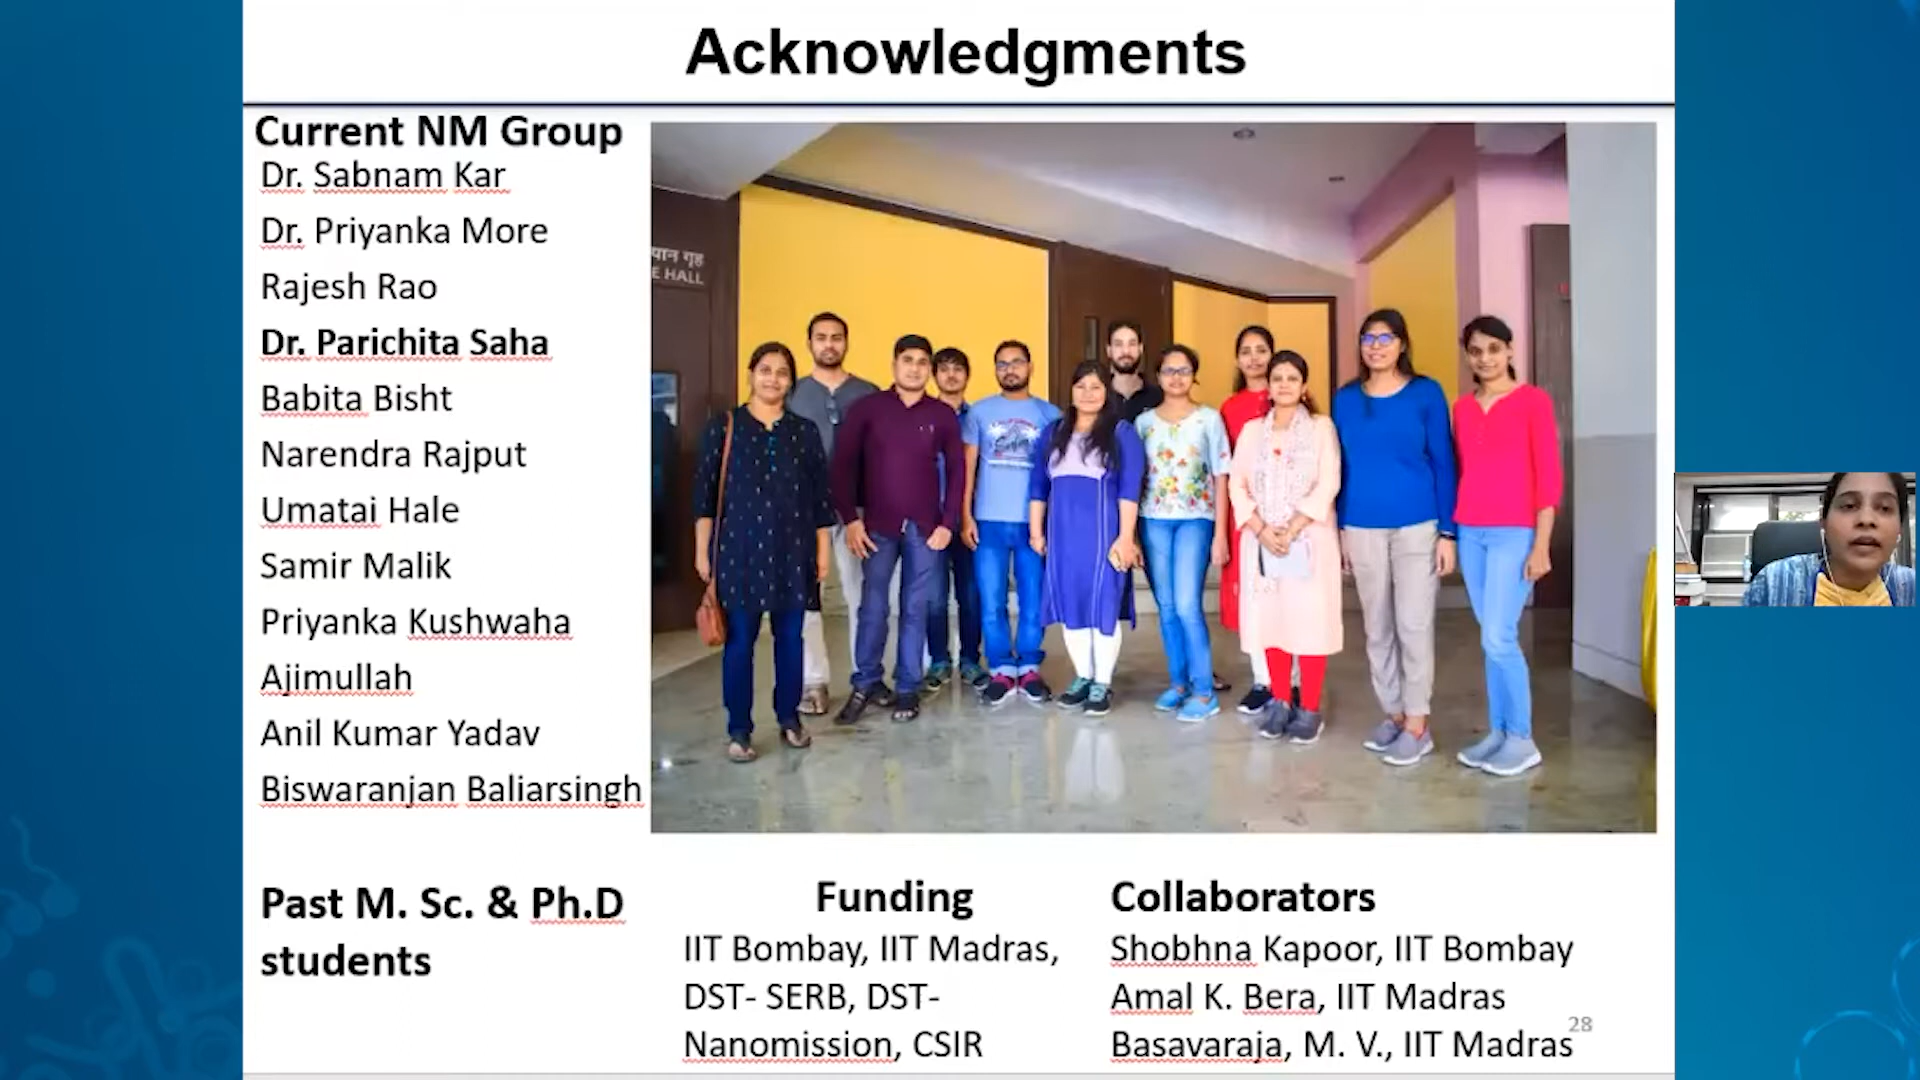 Acknowledgments
Current NM Group
Dr. Sabnam Kar
Dr. Priyanka More
Rajesh Rao
Dr. Parichita Saha
Babita Bisht
Narendra Rajput
Umatai Hale
Samir Malik
Priyanka Kushwaha
Ajimullah
Anil Kumar Yadav
Biswaranjan Baliarsingh
Past M. Sc. & Ph.D
students
गृह
HALL
Funding
IIT Bombay, IIT Madras,
DST- SERB, DST-
Nanomission, CSIR
Collaborators
Shobhna Kapoor, IIT Bombay
Amal K. Bera, IIT Madras
Basavaraja, M. V., IIT Madras
28